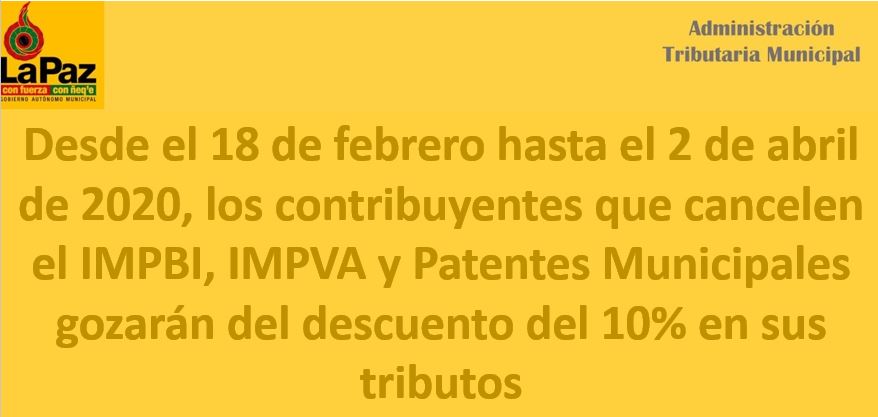 LaPaz
con fuerza con ñeq'e
GOBIERNO AUTÓNOMO MUNICIPAL
Administración
Tributaria Municipal
Desde el 18 de febrero hasta el 2 de abril
de 2020, los contribuyentes que cancelen
el IMPBI, IMPVA y Patentes Municipales
gozarán del descuento del 10% en sus
tributos